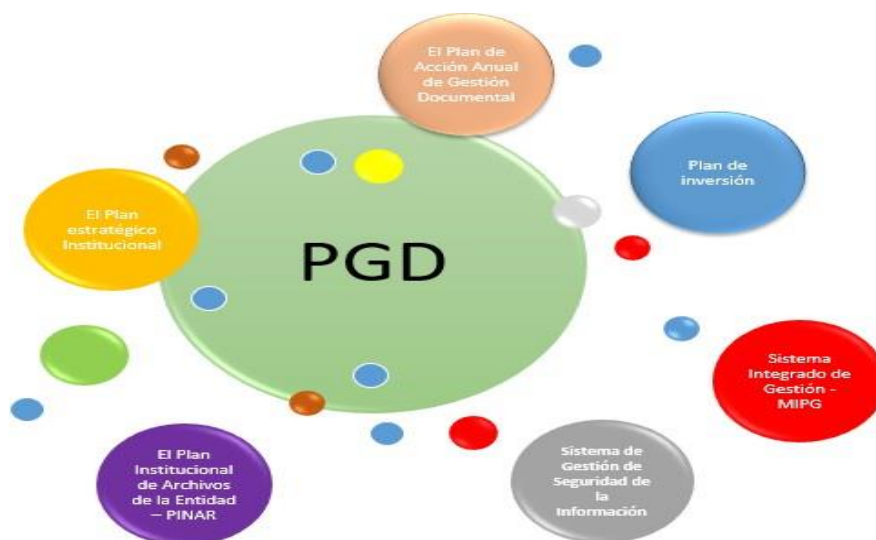 El Plan de
Acción Anual
de Gestión
Documental
Plan de
inversión
El Plan
estratégico
Institucional
PGD
Sistema
Integrado de
Gestión -
MIPG
El Plan
Institucional
de Archivos
de la Entidad
– PINAR
Sistema de
Gestión de
Seguridad de
la
Información